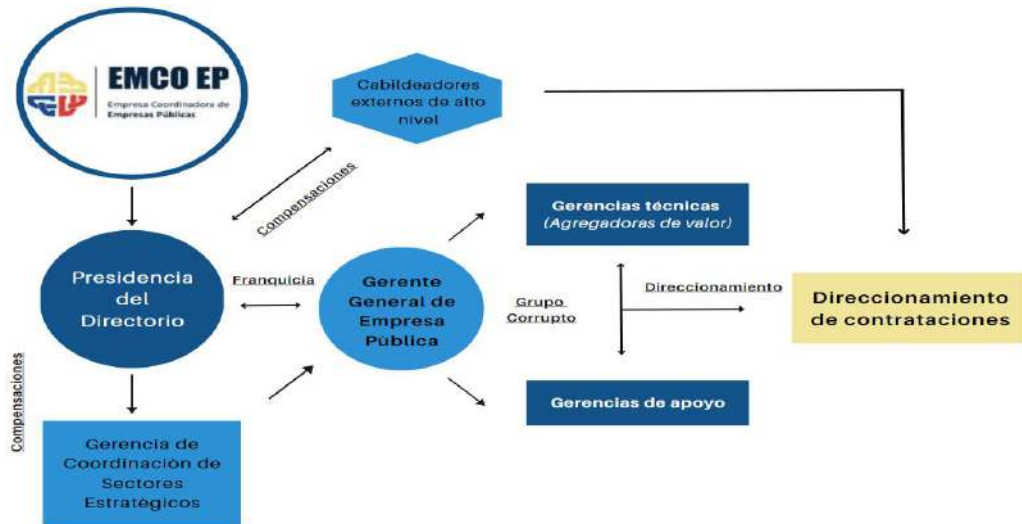 EMCO EP
Empresa Coordinadora de
Empresas Públicas
Cabildeadores
externos de alto
nivel
Compensaciones
Gerencias técnicas
(Agregadoras de valor)
Presidencia
del
Directorio
Franquicia
Gerente
General de
Empresa
Pública
Grupo
Corrupto
Direccionamiento
Direccionamiento
de contrataciones
Compensaciones
Gerencias de apoyo
Gerencia de
Coordinación de
Sectores
Estratégicos